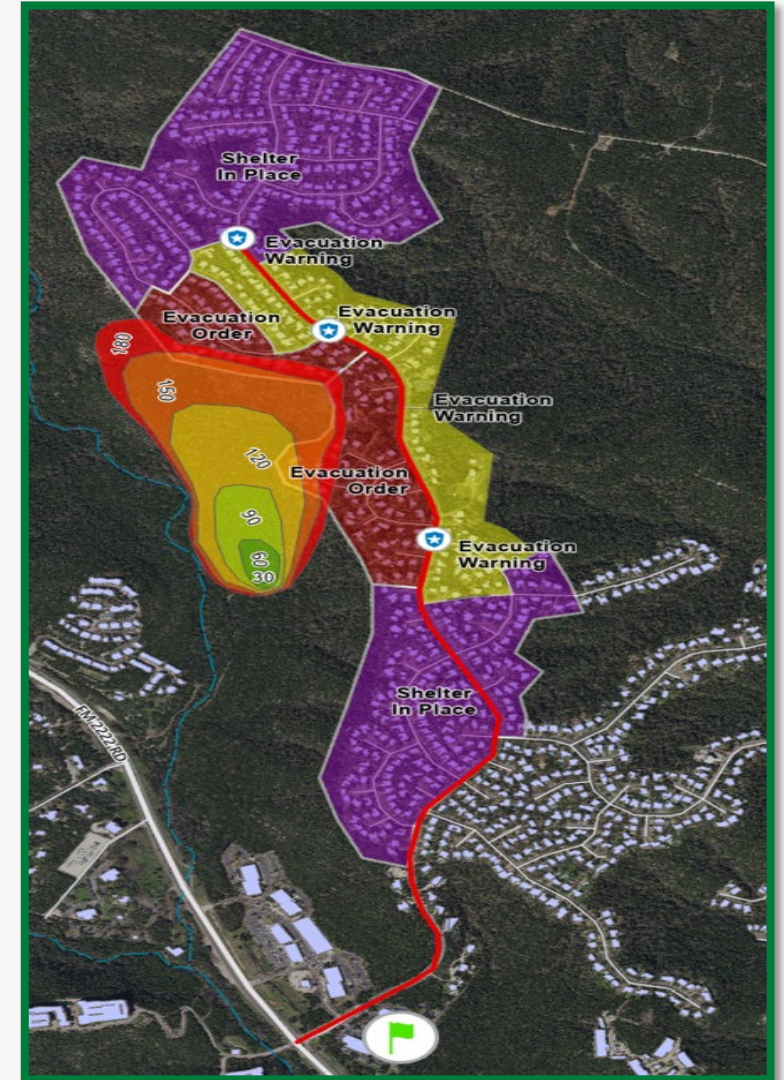 Shelter
In Place
Evacuation
Warning
Evacuation
Order
Evacuation
Warning
180
150
Evacuation
Warning
120
Evacuation
Order
90
60
30
Evacuation
Warning
Shelter
In Place
FM 2222 RD